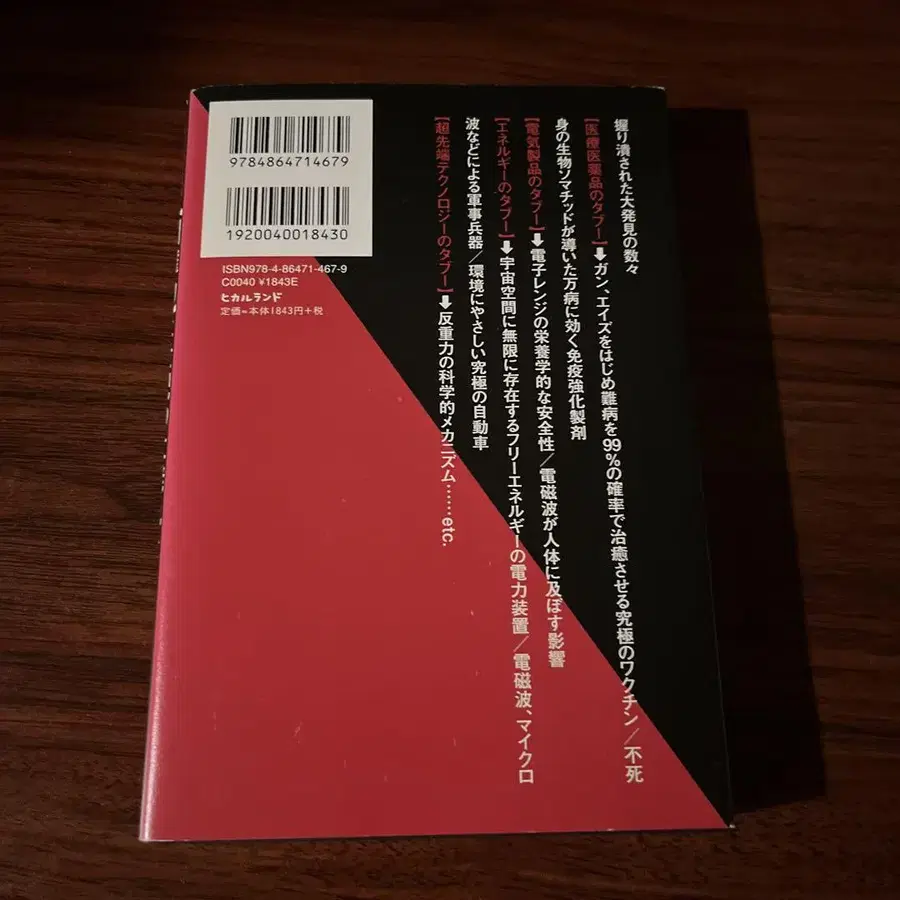 握り潰された大発見の数々
【医療医薬品のタブー】➡ガン、エイズをはじめ難病を99%の確率で治癒させる究極のワクチン/不死
身の生物ソマチッドが導いた万病に効く免疫強化製剤
【電気製品のタブー】➡電子レンジの栄養学的な安全性/電磁波が人体に及ぼす影響
【エネルギーのタブー】➡宇宙空間に無限に存在するフリーエネルギーの電力装置/電磁波、マイクロ
波などによる軍事兵器/環境にやさしい究極の自動車
【超先端テクノロジーのタブー】➡反重力の科学的メカニズム……etc.
9784864714679
1920040018430
ISBN978-4-86471-467-9
C0040 ¥1843E
ヒカルランド
定価=本体1843円+税